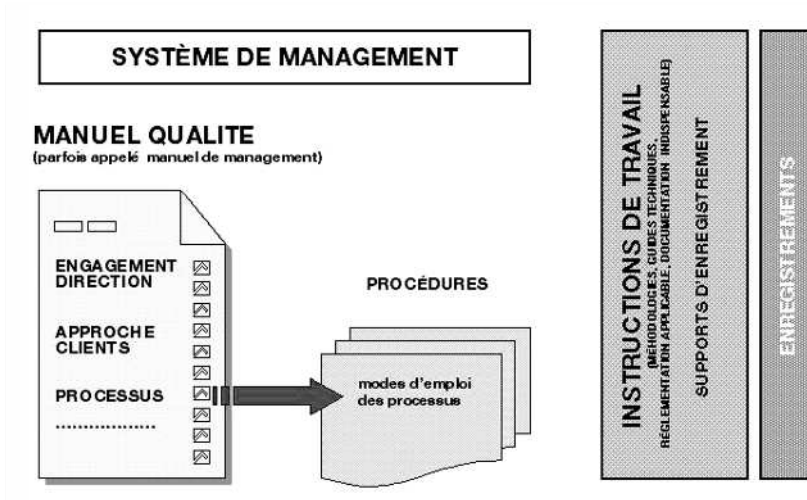 SYSTÈME DE MANAGEMENT
MANUEL QUALITE
(parfois appelé manuel de management)
ENGAGEMENT
DIRECTION
APPROCHE
CLIENTS
PROCESSUS
..................
PROCÉDURES
modes d'emploi
des processus
INSTRUCTIONS DE TRAVAIL
(MÉHODOLOGIES, GUIDES TECHNIQUES,
RÉGLEMENTATION APPLICABLE, DOCUMENTATION INDISPENSABLE)
SUPPORTS D'ENREGISTREMENT
ENREGISTREMENTS